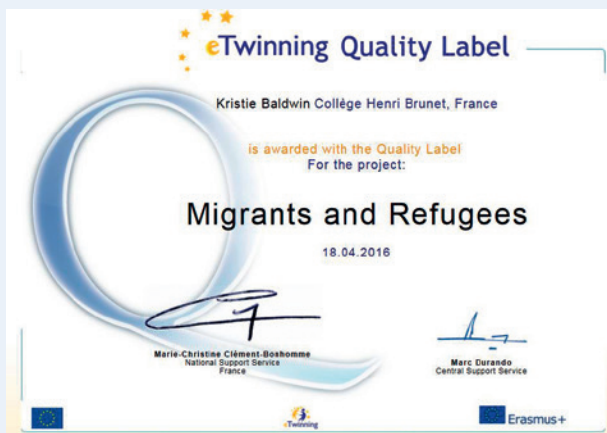 eTwinning Quality Label
Kristie Baldwin Collège Henri Brunet, France
is awarded with the Quality Label
For the project:
Migrants and Refugees
18.04.2016
Marie-Christine Clément-Bonhomme
National Support Service
France
Marc Durando
Central Support Service
eTwinning
Erasmus+